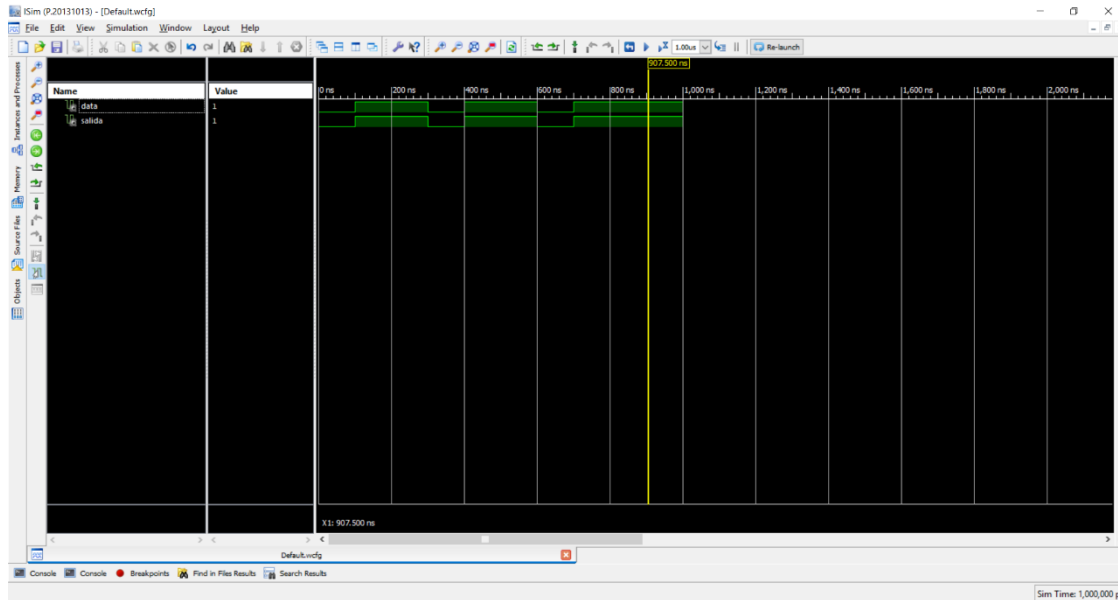 ISim (P.20131013) - [Default.wcfg]
File Edit View Simulation Window Layout Help
1.00us Re-launch
907.500 ns
Name Value
0 ns 200 ns 400 ns 600 ns 800 ns 1,000 ns 1,200 ns 1,400 ns 1,600 ns 1,800 ns 2,000 ns
data 1
salida 1
Instances and Processes
Memory
Source Files
Objects
X1: 907.500 ns
Default.wcfg
Console Console Breakpoints Find in Files Results Search Results
Sim Time: 1,000,000